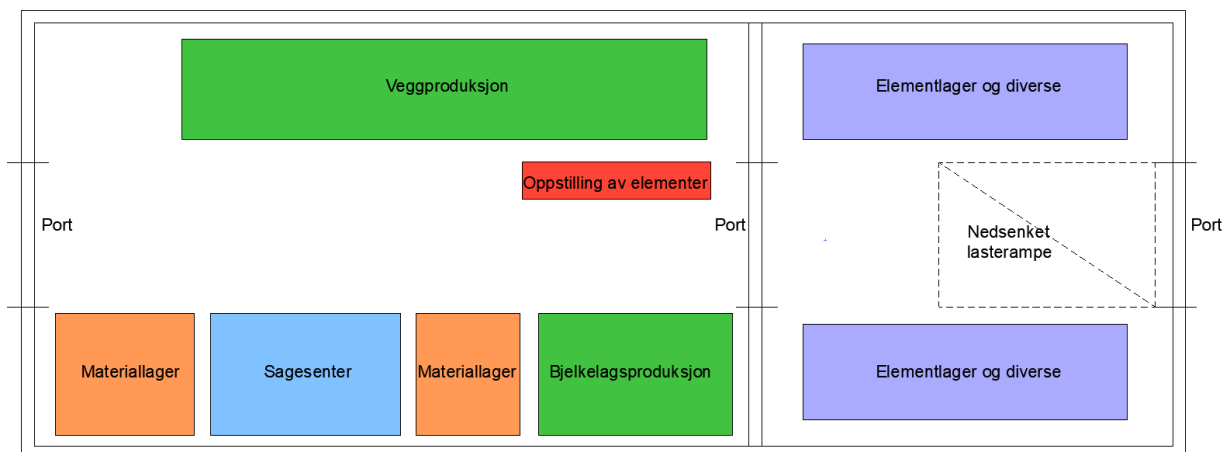 Veggproduksjon
Elementlager og diverse
Oppstilling av elementer
Port
Port
Nedsenket
lasterampe
Port
Materiallager
Sagesenter
Materiallager
Bjelkelagsproduksjon
Elementlager og diverse